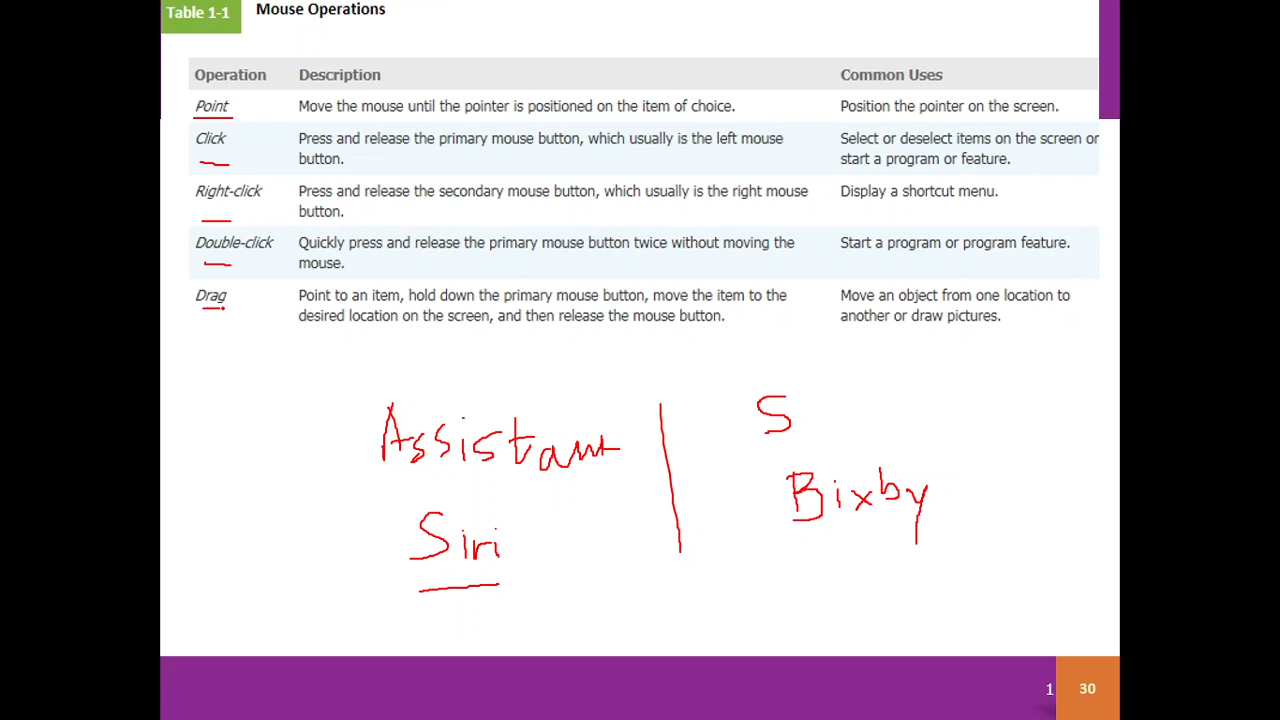 Table 1-1 Mouse Operations
Operation Description Common Uses
Point Move the mouse until the pointer is positioned on the item of choice. Position the pointer on the screen.
Click Press and release the primary mouse button, which usually is the left mouse Select or deselect items on the screen or
button. start a program or feature.
Right-click Press and release the secondary mouse button, which usually is the right mouse Display a shortcut menu.
button.
Double-click Quickly press and release the primary mouse button twice without moving the Start a program or program feature.
mouse.
Drag Point to an item, hold down the primary mouse button, move the item to the Move an object from one location to
desired location on the screen, and then release the mouse button. another or draw pictures.
Assistant S
Bixby
Siri
1 30